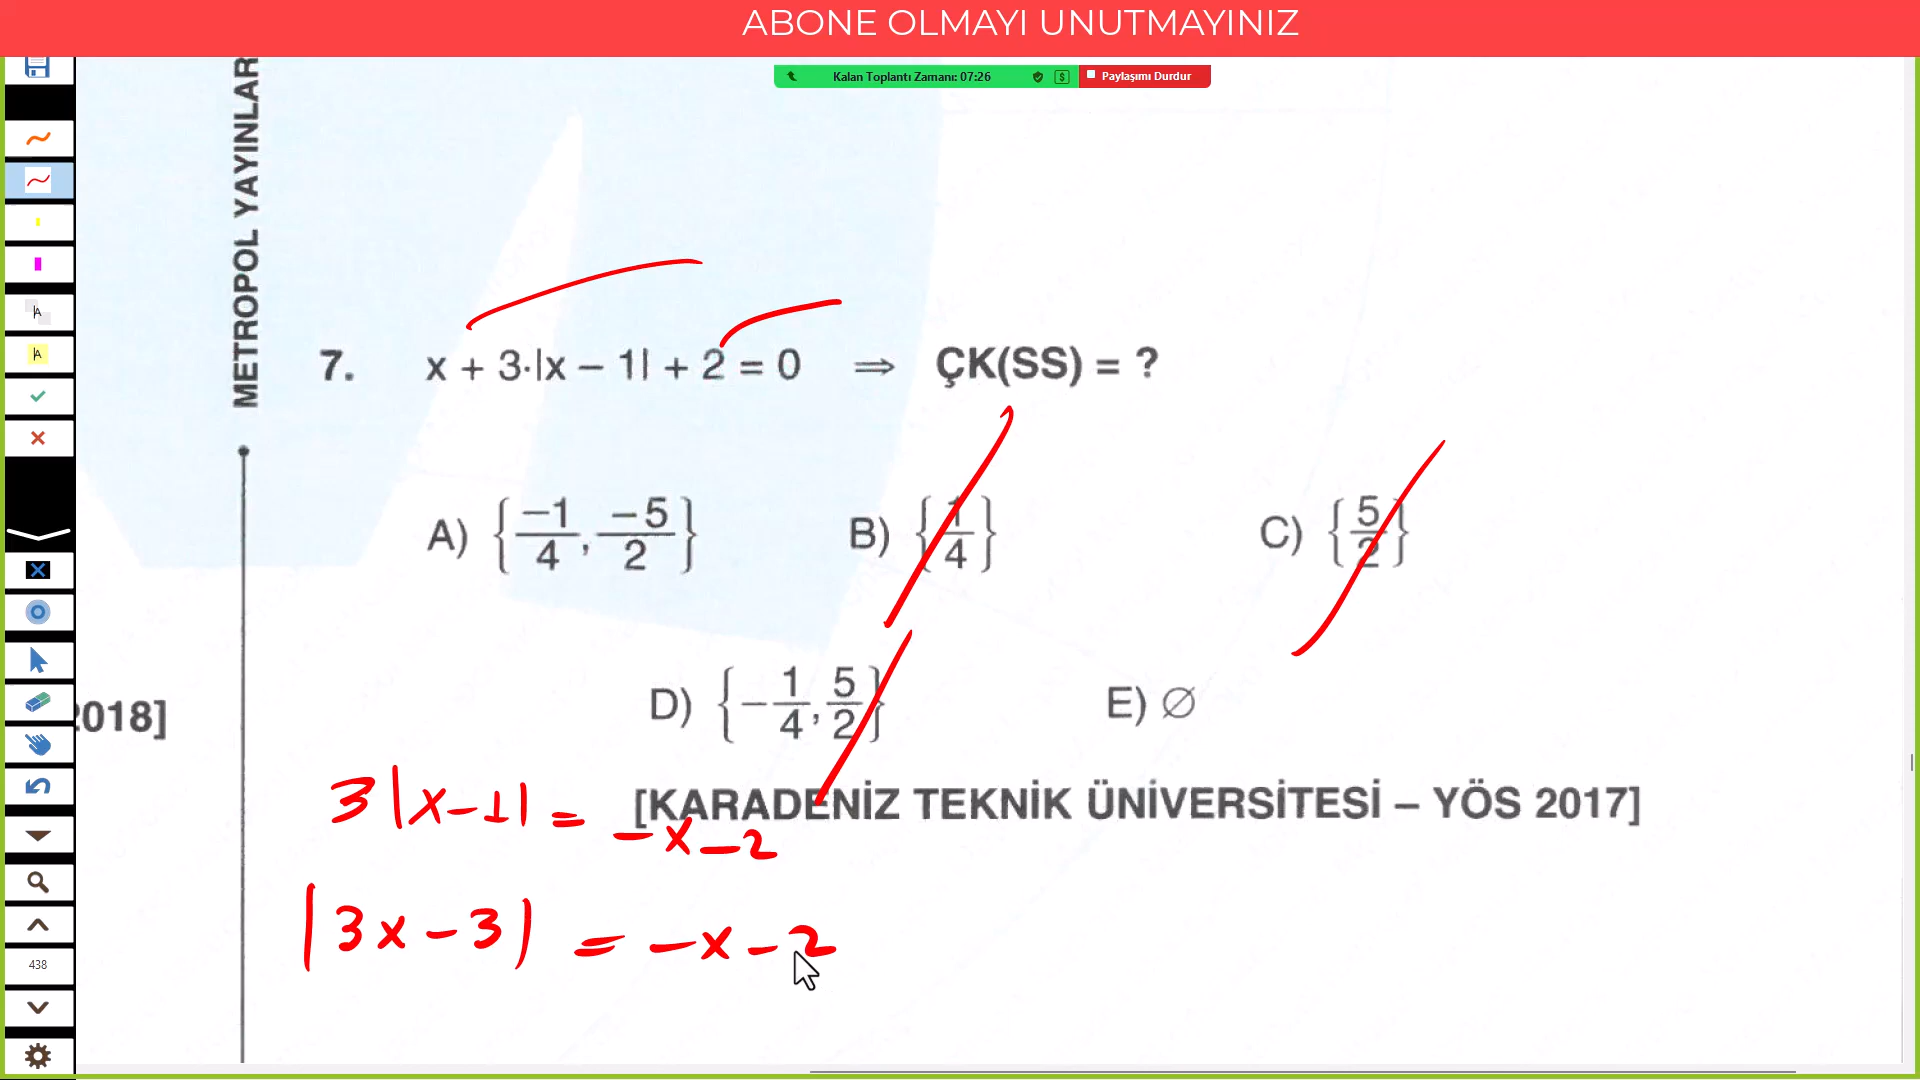 ABONE OLMAYI UNUTMAYINIZ
Kalan Toplantı Zamanı: 07:26
Paylaşımı Durdur
METROPOL YAYINLAR
7. x + 3·|x − 1| + 2 = 0 ⇒ ÇK(SS) = ?
A) {−1/4, −5/2} B) {1/4} C) {5/2}
D) {−1/4, 5/2} E) ∅
2018]
[KARADENİZ TEKNİK ÜNİVERSİTESİ – YÖS 2017]
3|x−1| = −x−2
|3x−3| = −x−2
438